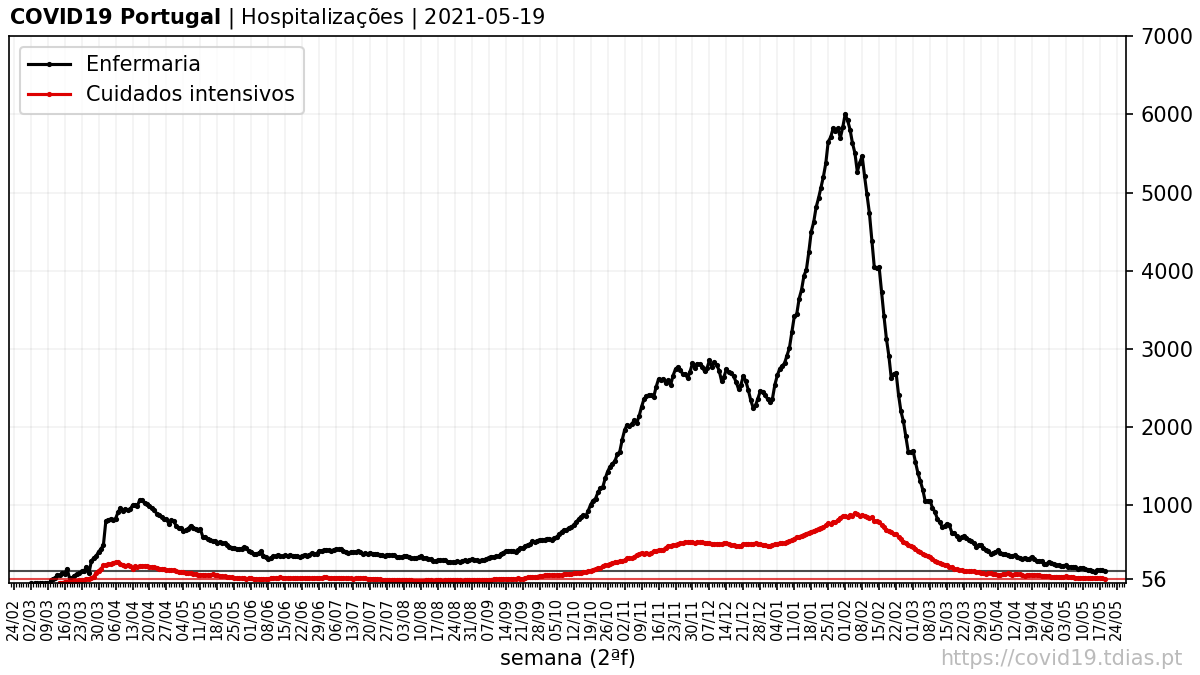 COVID19 Portugal | Hospitalizações | 2021-05-19
Enfermaria
Cuidados intensivos
7000
6000
5000
4000
3000
2000
1000
56
24/02 02/03 09/03 16/03 23/03 30/03 06/04 13/04 20/04 27/04 04/05 11/05 18/05 25/05 01/06 08/06 15/06 22/06 29/06 06/07 13/07 20/07 27/07 03/08 10/08 17/08 24/08 31/08 07/09 14/09 21/09 28/09 05/10 12/10 19/10 26/10 02/11 09/11 16/11 23/11 30/11 07/12 14/12 21/12 28/12 04/01 11/01 18/01 25/01 01/02 08/02 15/02 22/02 01/03 08/03 15/03 22/03 29/03 05/04 12/04 19/04 26/04 03/05 10/05 17/05 24/05
semana (2ªf)
https://covid19.tdias.pt